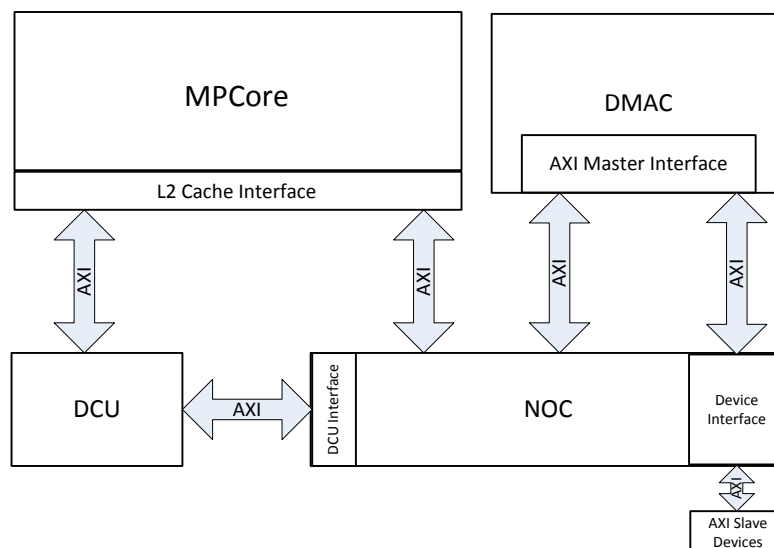 MPCore
L2 Cache Interface
DMAC
AXI Master Interface
AXI
AXI
AXI
AXI
DCU
AXI
DCU Interface
NOC
Device
Interface
AXI
AXI Slave
Devices